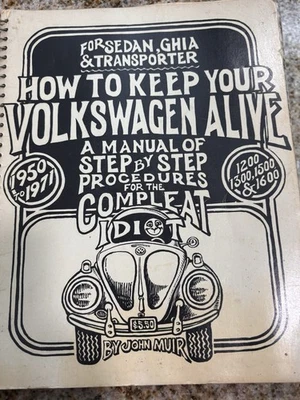 FOR SEDAN, GHIA
& TRANSPORTER
HOW TO KEEP YOUR
VOLKSWAGEN ALIVE
A MANUAL OF
STEP BY STEP
PROCEDURES
FOR THE
COMPLEAT
IDIOT
1950
TO
1971
1200
1300, 1500
& 1600
$5.50
BY JOHN MUIR